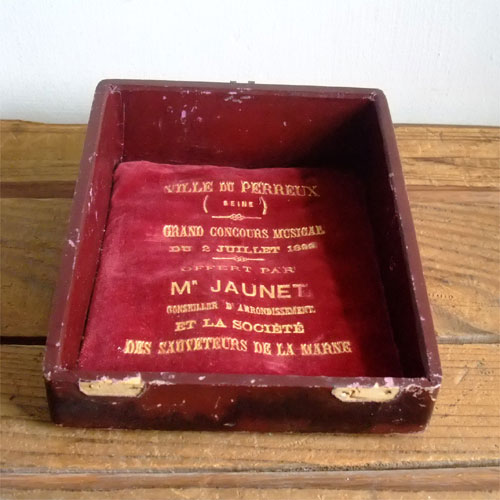 VILLE DU PERREUX
(SEINE)
GRAND CONCOURS MUSICAL
DU 2 JUILLET
OFFERT PAR
Mr JAUNET
CONSEILLER D'ARRONDISSEMENT
ET LA SOCIÉTÉ
DES SAUVETEURS DE LA MARNE